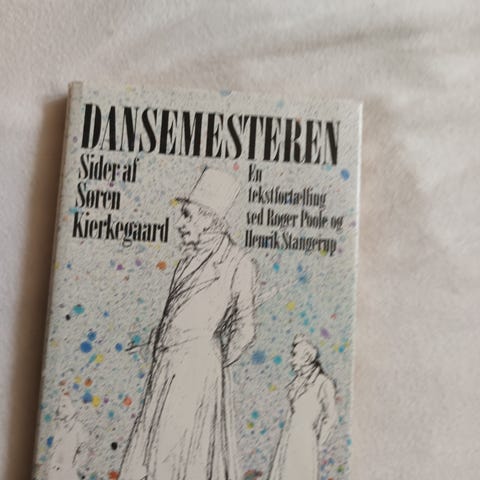 DANSEMESTEREN
Sider af
Søren
Kierkegaard
En
tekstfortælling
ved Roger Poole og
Henrik Stangerup